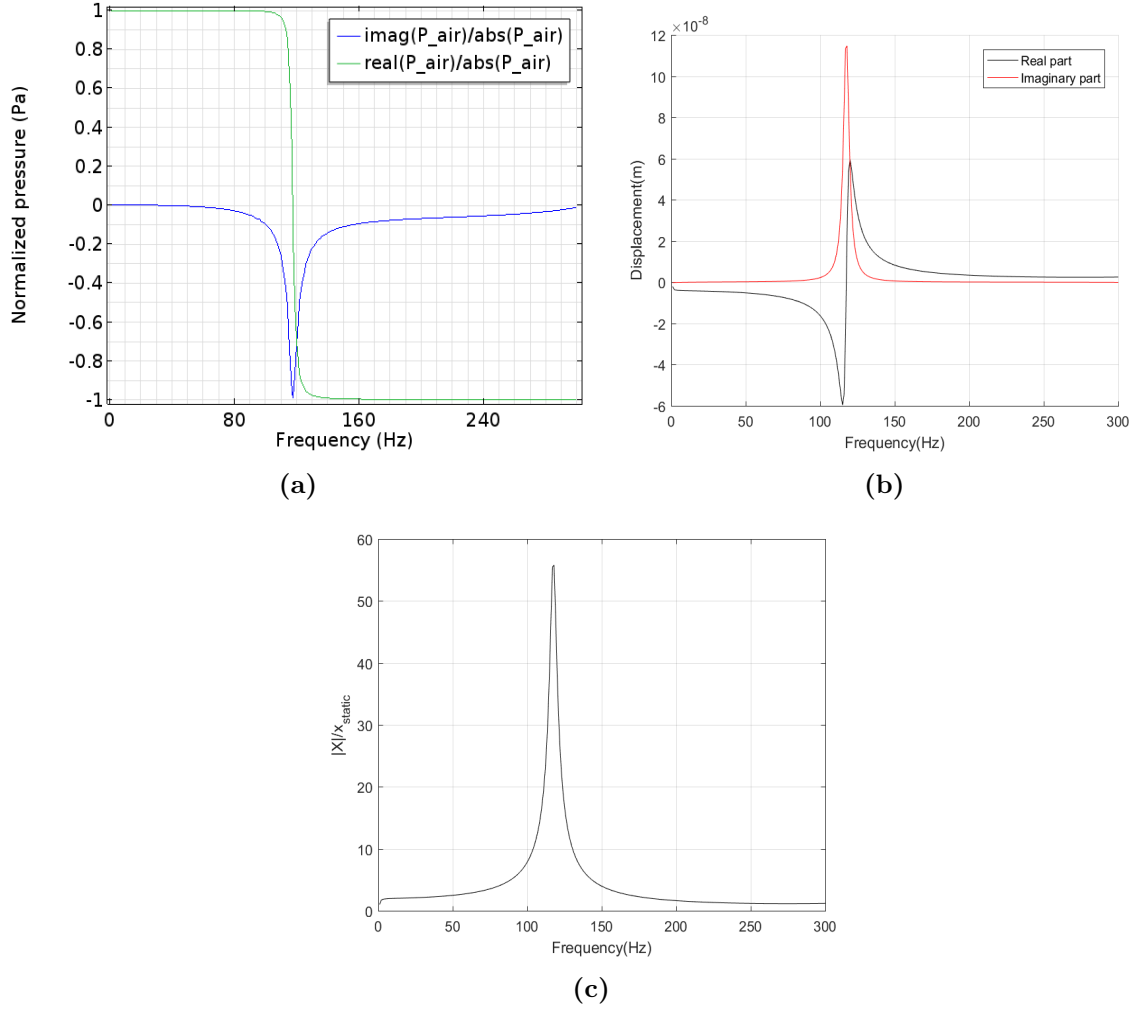 1
0.8
0.6
0.4
0.2
0
-0.2
-0.4
-0.6
-0.8
-1
Normalized pressure (Pa)
imag(P_air)/abs(P_air)
real(P_air)/abs(P_air)
0 80 160 240
Frequency (Hz)
(a)
×10-8
12
10
8
6
4
2
0
-2
-4
-6
Displacement(m)
Real part
Imaginary part
0 50 100 150 200 250 300
Frequency(Hz)
(b)
60
50
40
30
20
10
0
|X|/xstatic
0 50 100 150 200 250 300
Frequency(Hz)
(c)